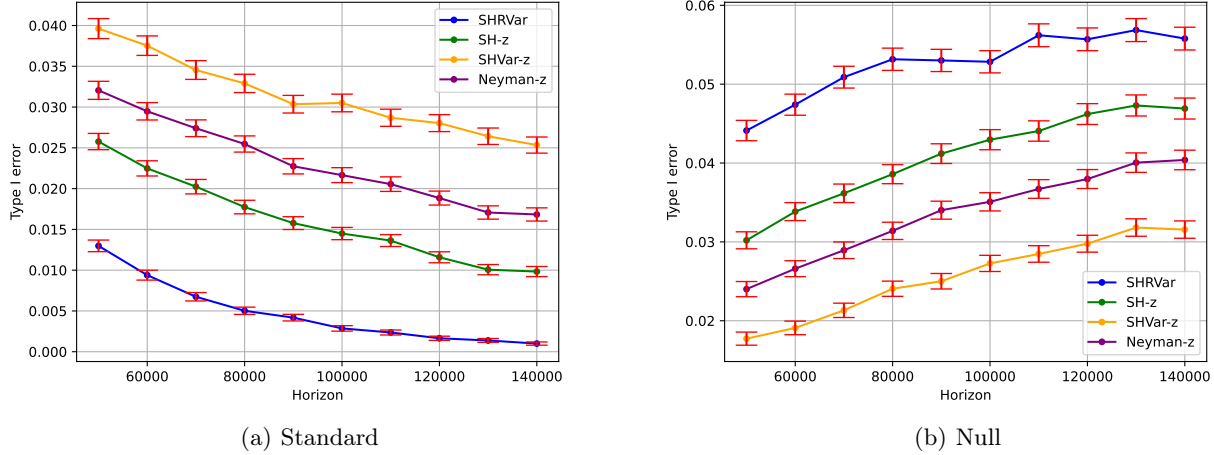 0.040
0.035
0.030
0.025
0.020
0.015
0.010
0.005
0.000
Type I error
60000 80000 100000 120000 140000
Horizon
SHRVar
SH-z
SHVar-z
Neyman-z
(a) Standard
0.06
0.05
0.04
0.03
0.02
Type I error
60000 80000 100000 120000 140000
Horizon
SHRVar
SH-z
SHVar-z
Neyman-z
(b) Null